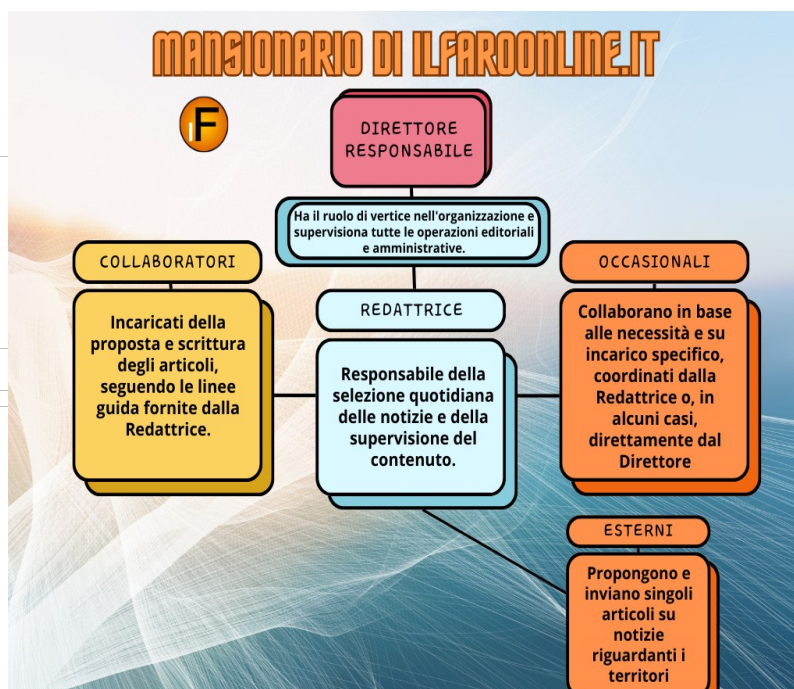 MANSIONARIO DI ILFAROONLINE.IT
IF
DIRETTORE
RESPONSABILE
Ha il ruolo di vertice nell'organizzazione e
supervisiona tutte le operazioni editoriali
e amministrative.
COLLABORATORI
Incaricati della
proposta e scrittura
degli articoli,
seguendo le linee
guida fornite dalla
Redattrice.
REDATTRICE
Responsabile della
selezione quotidiana
delle notizie e della
supervisione del
contenuto.
OCCASIONALI
Collaborano in base
alle necessità e su
incarico specifico,
coordinati dalla
Redattrice o, in
alcuni casi,
direttamente dal
Direttore
ESTERNI
Propongono e
inviano singoli
articoli su
notizie
riguardanti i
territori